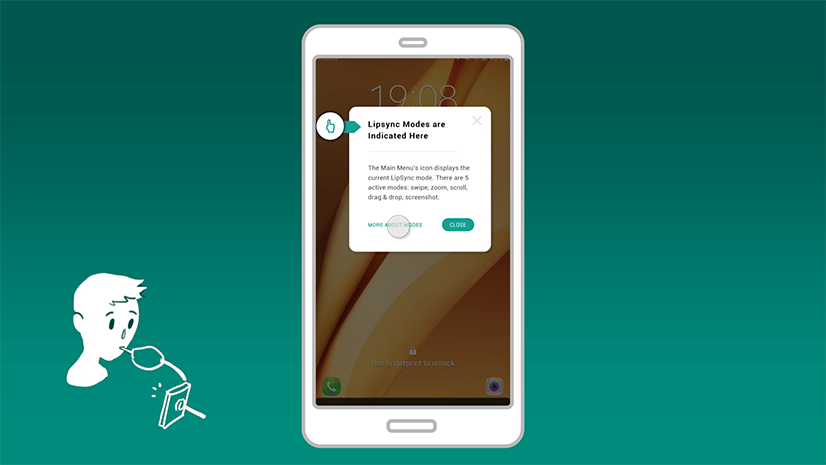 19:08
Lipsync Modes are
Indicated Here
The Main Menu's icon displays the
current LipSync mode. There are 5
active modes: swipe, zoom, scroll,
drag & drop, screenshot.
MORE ABOUT MODES
CLOSE
Use fingerprint to unlock